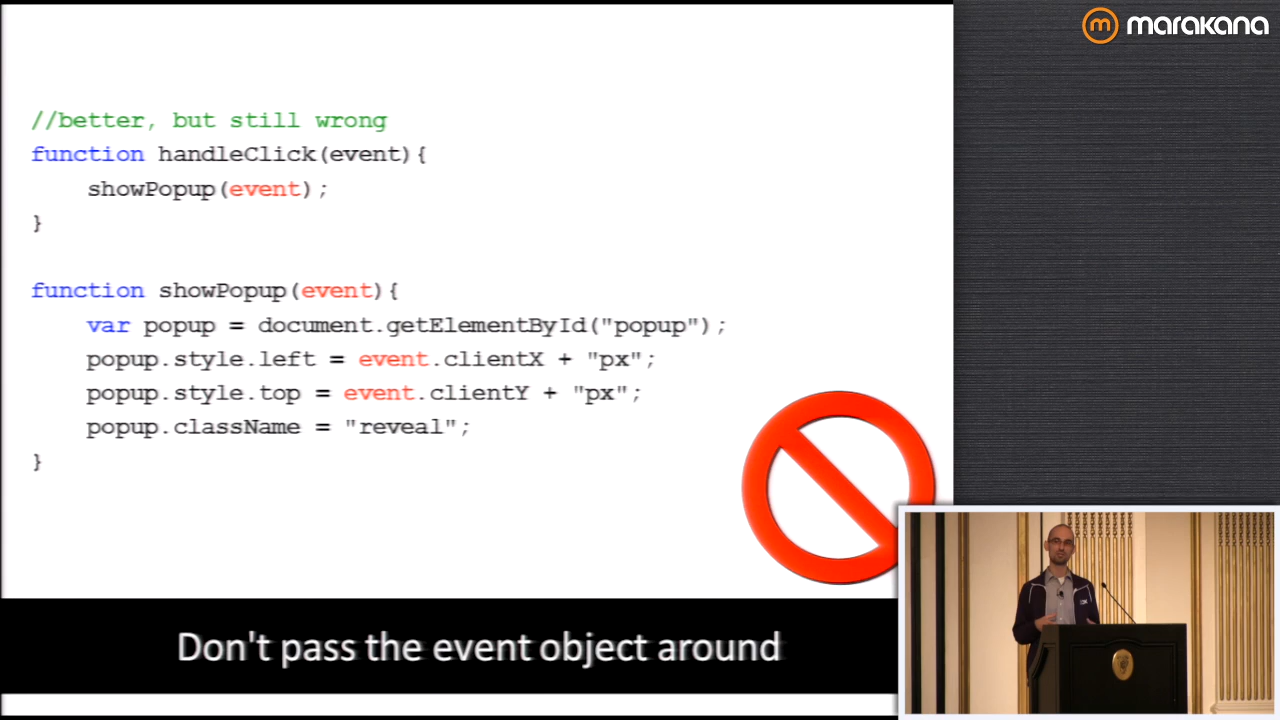 marakana
//better, but still wrong
function handleClick(event){
    showPopup(event);
}
function showPopup(event){
    var popup = document.getElementById("popup");
    popup.style.left = event.clientX + "px";
    popup.style.top = event.clientY + "px";
    popup.className = "reveal";
}
Don't pass the event object around